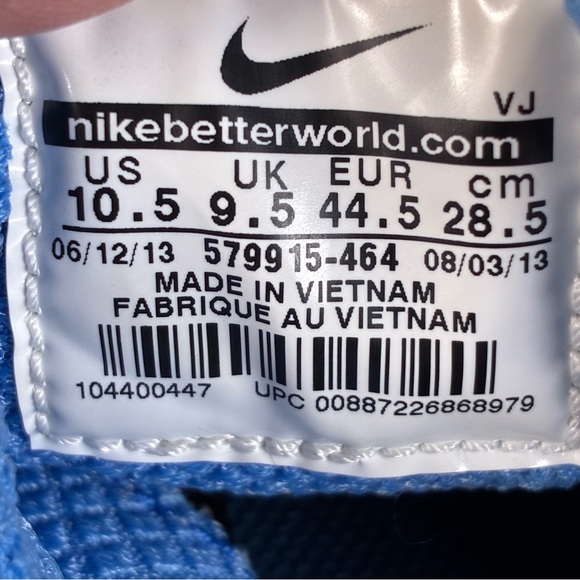 VJ
nikebetterworld.com
US UK EUR cm
10.5 9.5 44.5 28.5
06/12/13 579915-464 08/03/13
MADE IN VIETNAM
FABRIQUE AU VIETNAM
104400447 UPC 00887226868979